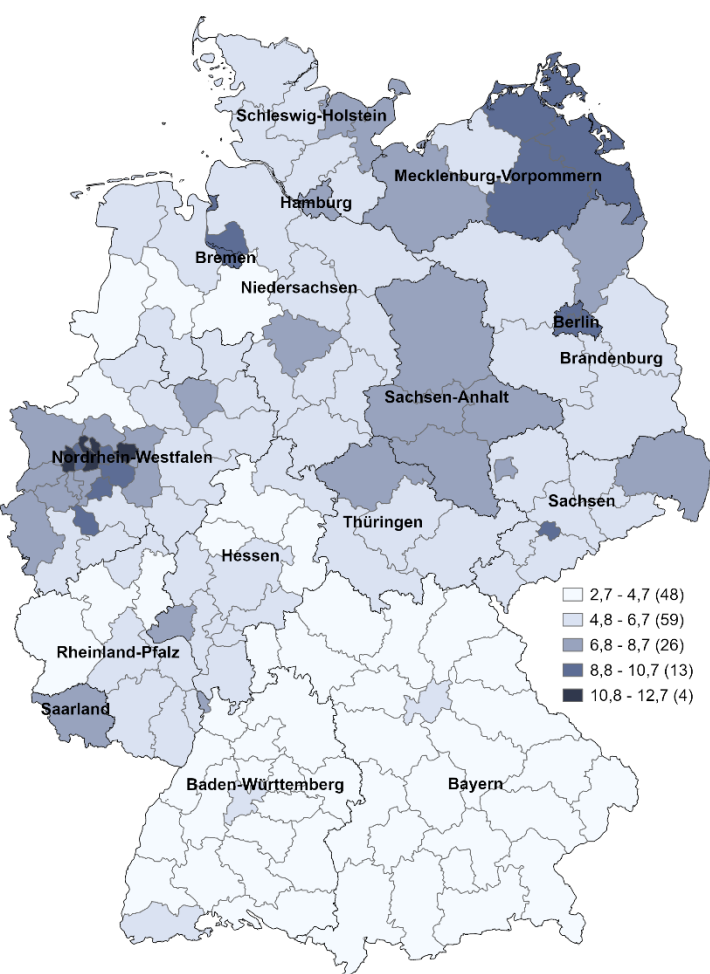 Schleswig-Holstein
Mecklenburg-Vorpommern
Hamburg
Bremen
Niedersachsen
Berlin
Brandenburg
Sachsen-Anhalt
Nordrhein-Westfalen
Sachsen
Thüringen
Hessen
2,7 - 4,7 (48)
4,8 - 6,7 (59)
6,8 - 8,7 (26)
8,8 - 10,7 (13)
10,8 - 12,7 (4)
Rheinland-Pfalz
Saarland
Baden-Württemberg
Bayern